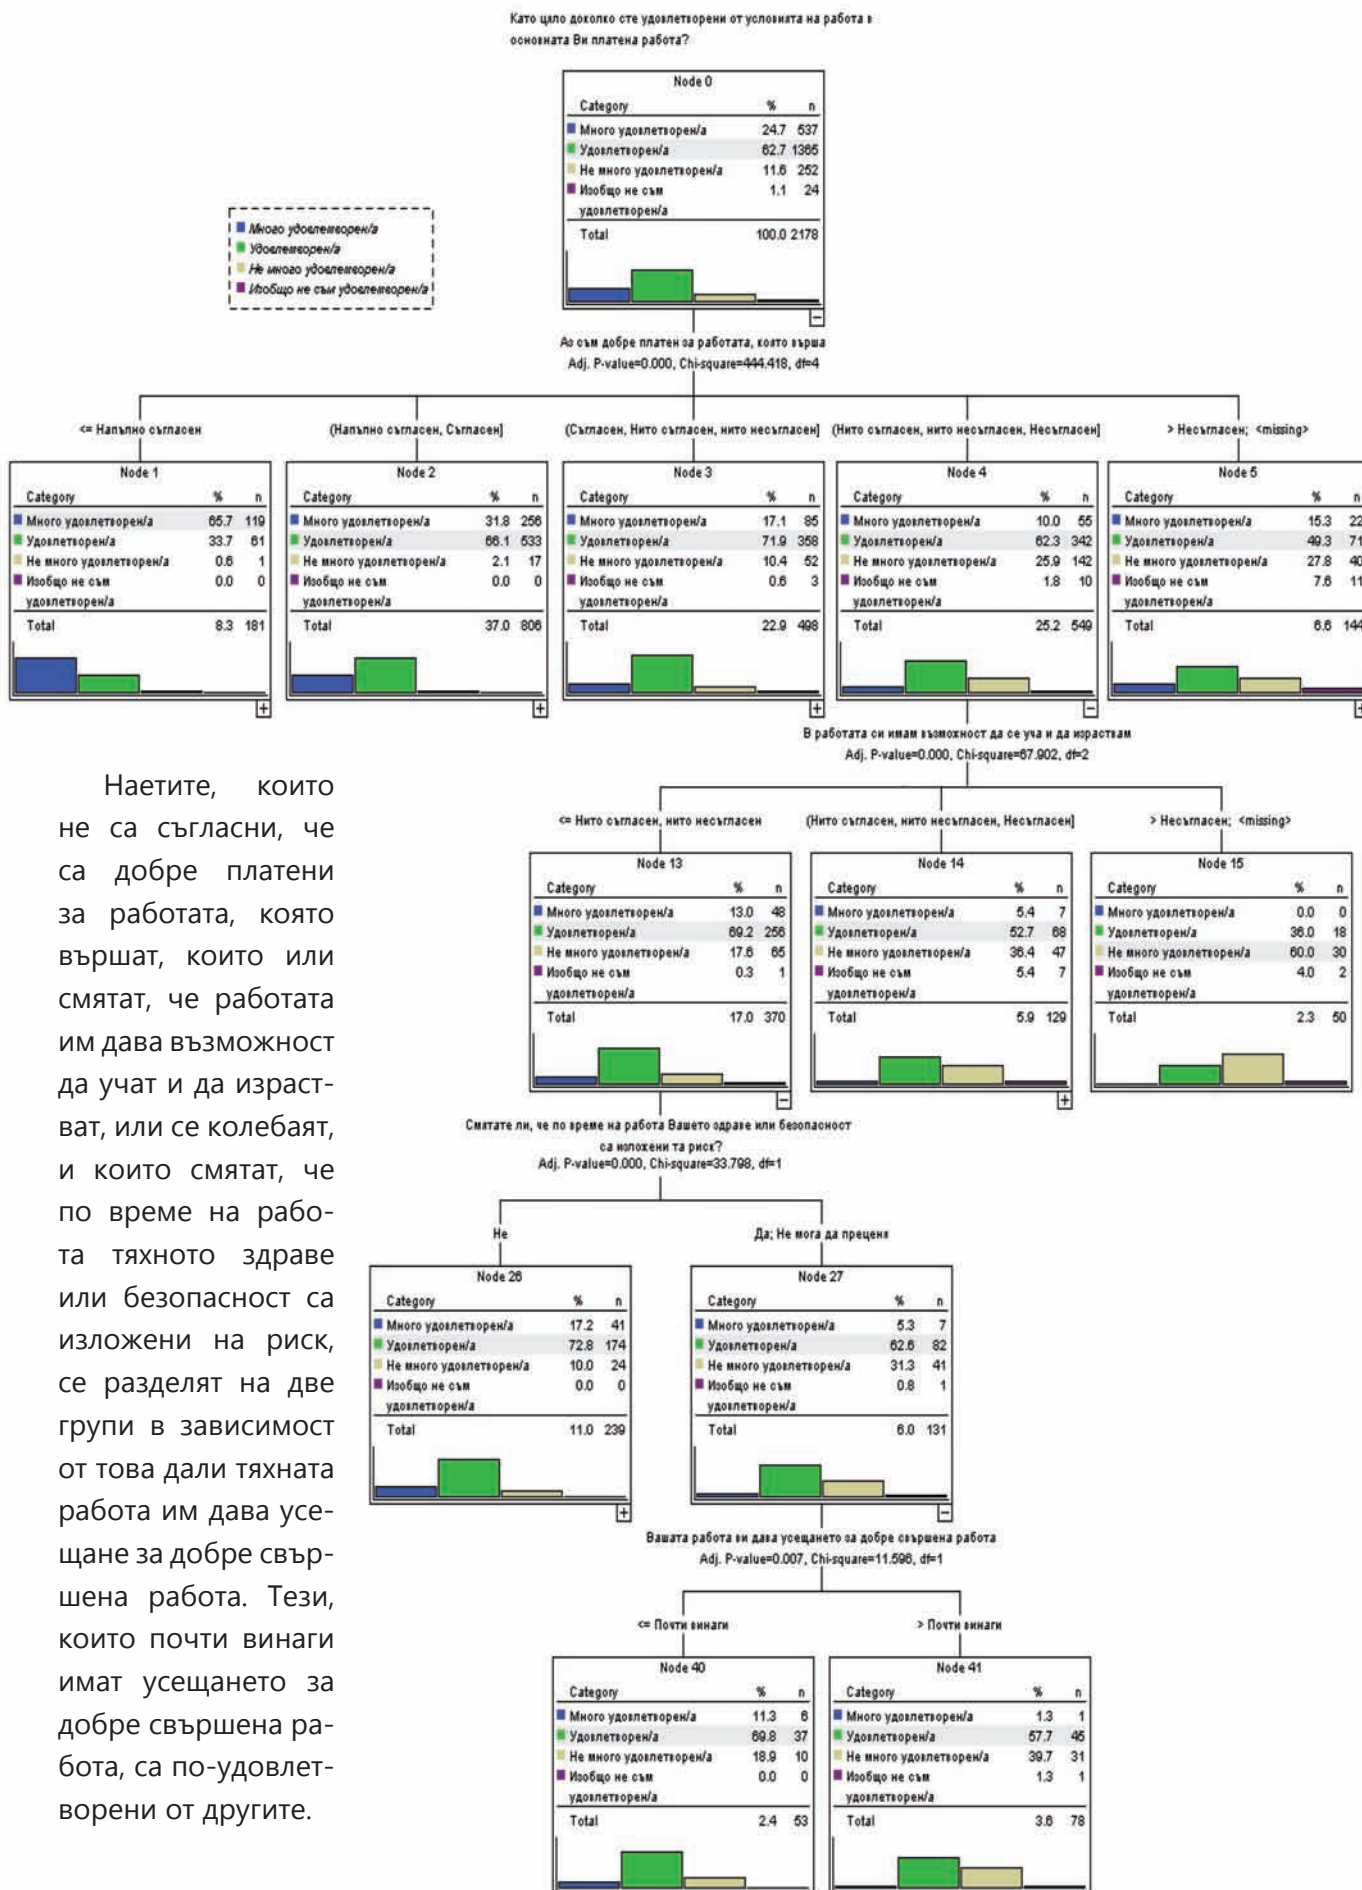 Като цяло доколко сте удовлетворени от условията на работа в
основната Ви платена работа?
Node 0
Category % n
Много удовлетворен/а 24.7 537
Удовлетворен/а 62.7 1365
Не много удовлетворен/а 11.6 252
Изобщо не съм 1.1 24
удовлетворен/а
Total 100.0 2178
Много удовлетворен/а
Удовлетворен/а
Не много удовлетворен/а
Изобщо не съм удовлетворен/а
Аз съм добре платен за работата, която върша
Adj. P-value=0.000, Chi-square=444.418, df=4
<= Напълно съгласен
(Напълно съгласен, Съгласен]
(Съгласен, Нито съгласен, нито несъгласен]
(Нито съгласен, нито несъгласен, Несъгласен]
> Несъгласен; <missing>
Node 1
Category % n
Много удовлетворен/а 65.7 119
Удовлетворен/а 33.7 61
Не много удовлетворен/а 0.6 1
Изобщо не съм 0.0 0
удовлетворен/а
Total 8.3 181
Node 2
Category % n
Много удовлетворен/а 31.8 256
Удовлетворен/а 66.1 533
Не много удовлетворен/а 2.1 17
Изобщо не съм 0.0 0
удовлетворен/а
Total 37.0 806
Node 3
Category % n
Много удовлетворен/а 17.1 85
Удовлетворен/а 71.9 358
Не много удовлетворен/а 10.4 52
Изобщо не съм 0.6 3
удовлетворен/а
Total 22.9 498
Node 4
Category % n
Много удовлетворен/а 10.0 55
Удовлетворен/а 62.3 342
Не много удовлетворен/а 25.9 142
Изобщо не съм 1.8 10
удовлетворен/а
Total 25.2 549
Node 5
Category % n
Много удовлетворен/а 15.3 22
Удовлетворен/а 49.3 71
Не много удовлетворен/а 27.8 40
Изобщо не съм 7.6 11
удовлетворен/а
Total 6.6 144
В работата си имам възможност да се уча и да израствам
Adj. P-value=0.000, Chi-square=67.902, df=2
<= Нито съгласен, нито несъгласен
(Нито съгласен, нито несъгласен, Несъгласен]
> Несъгласен; <missing>
Node 13
Category % n
Много удовлетворен/а 13.0 48
Удовлетворен/а 69.2 256
Не много удовлетворен/а 17.6 65
Изобщо не съм 0.3 1
удовлетворен/а
Total 17.0 370
Node 14
Category % n
Много удовлетворен/а 5.4 7
Удовлетворен/а 52.7 68
Не много удовлетворен/а 36.4 47
Изобщо не съм 5.4 7
удовлетворен/а
Total 5.9 129
Node 15
Category % n
Много удовлетворен/а 0.0 0
Удовлетворен/а 36.0 18
Не много удовлетворен/а 60.0 30
Изобщо не съм 4.0 2
удовлетворен/а
Total 2.3 50
Смятате ли, че по време на работа Вашето здраве или безопасност
са изложени та риск?
Adj. P-value=0.000, Chi-square=33.798, df=1
Не
Да; Не мога да преценя
Node 26
Category % n
Много удовлетворен/а 17.2 41
Удовлетворен/а 72.8 174
Не много удовлетворен/а 10.0 24
Изобщо не съм 0.0 0
удовлетворен/а
Total 11.0 239
Node 27
Category % n
Много удовлетворен/а 5.3 7
Удовлетворен/а 62.6 82
Не много удовлетворен/а 31.3 41
Изобщо не съм 0.8 1
удовлетворен/а
Total 6.0 131
Вашата работа ви дава усещането за добре свършена работа
Adj. P-value=0.007, Chi-square=11.596, df=1
<= Почти винаги
> Почти винаги
Node 40
Category % n
Много удовлетворен/а 11.3 6
Удовлетворен/а 69.8 37
Не много удовлетворен/а 18.9 10
Изобщо не съм 0.0 0
удовлетворен/а
Total 2.4 53
Node 41
Category % n
Много удовлетворен/а 1.3 1
Удовлетворен/а 57.7 45
Не много удовлетворен/а 39.7 31
Изобщо не съм 1.3 1
удовлетворен/а
Total 3.6 78
Наетите, които
не са съгласни, че
са добре платени
за работата, която
вършат, които или
смятат, че работата
им дава възможност
да учат и да израст-
ват, или се колебаят,
и които смятат, че
по време на рабо-
та тяхното здраве
или безопасност са
изложени на риск,
се разделят на две
групи в зависимост
от това дали тяхната
работа им дава усе-
щане за добре свър-
шена работа. Тези,
които почти винаги
имат усещането за
добре свършена ра-
бота, са по-удовлет-
ворени от другите.